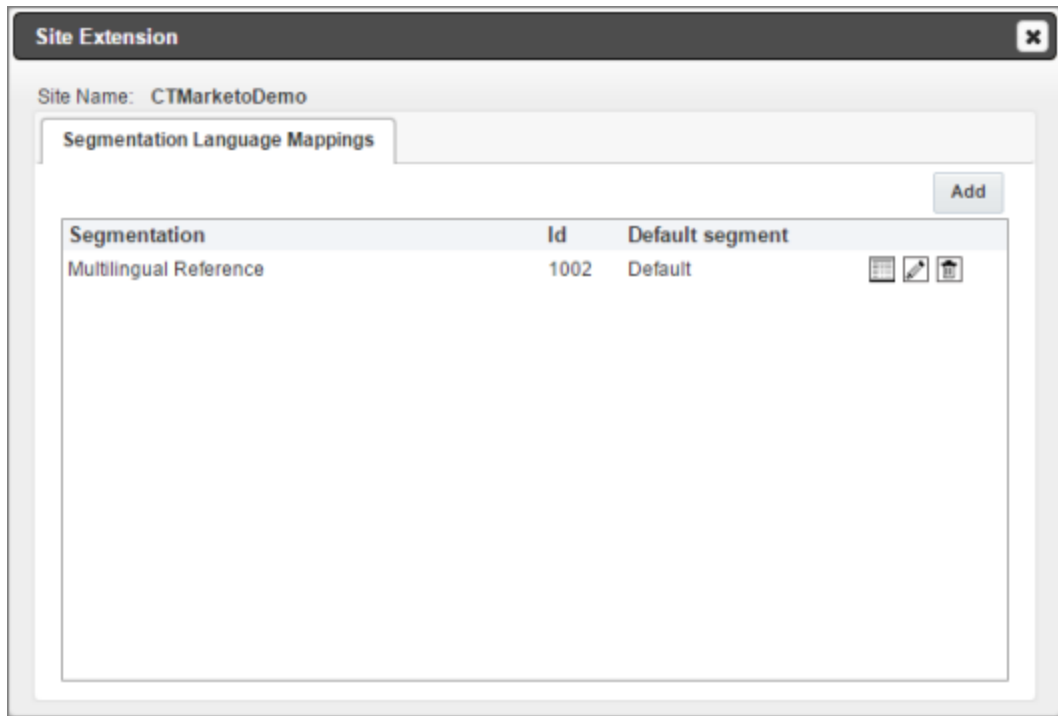 Site Extension
Site Name: CTMarketoDemo
Segmentation Language Mappings
Add
Segmentation Id Default segment
Multilingual Reference 1002 Default